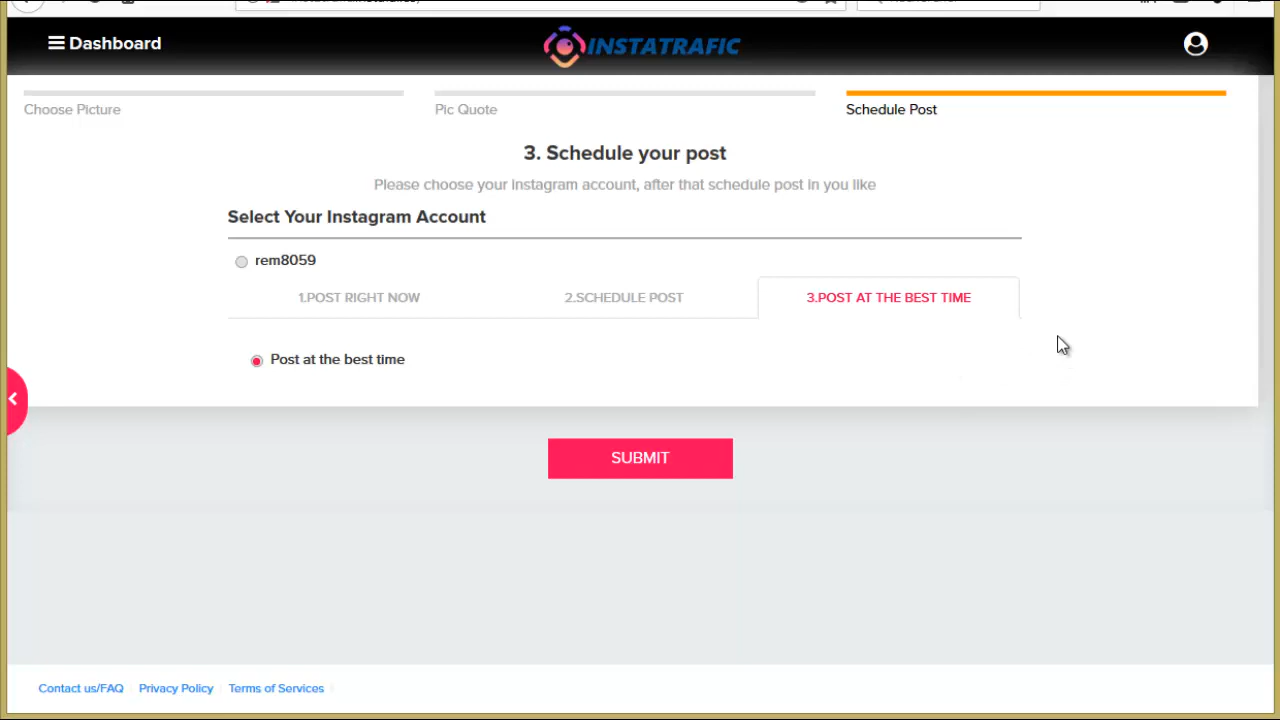 Dashboard
INSTATRAFIC
Choose Picture
Pic Quote
Schedule Post
3. Schedule your post
Please choose your Instagram account, after that schedule post in you like
Select Your Instagram Account
rem8059
1.POST RIGHT NOW
2.SCHEDULE POST
3.POST AT THE BEST TIME
Post at the best time
SUBMIT
Contact us/FAQ
Privacy Policy
Terms of Services